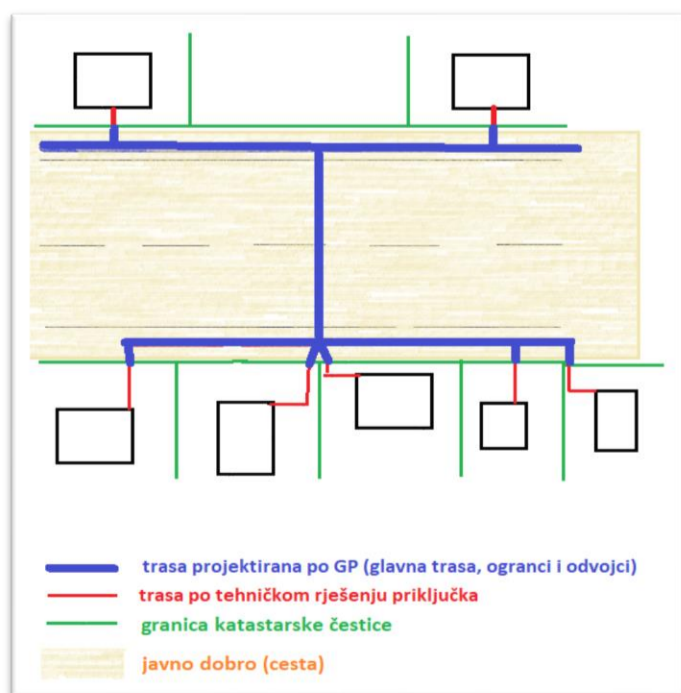 trasa projektirana po GP (glavna trasa, ogranci i odvojci)
trasa po tehničkom rješenju priključka
granica katastarske čestice
javno dobro (cesta)